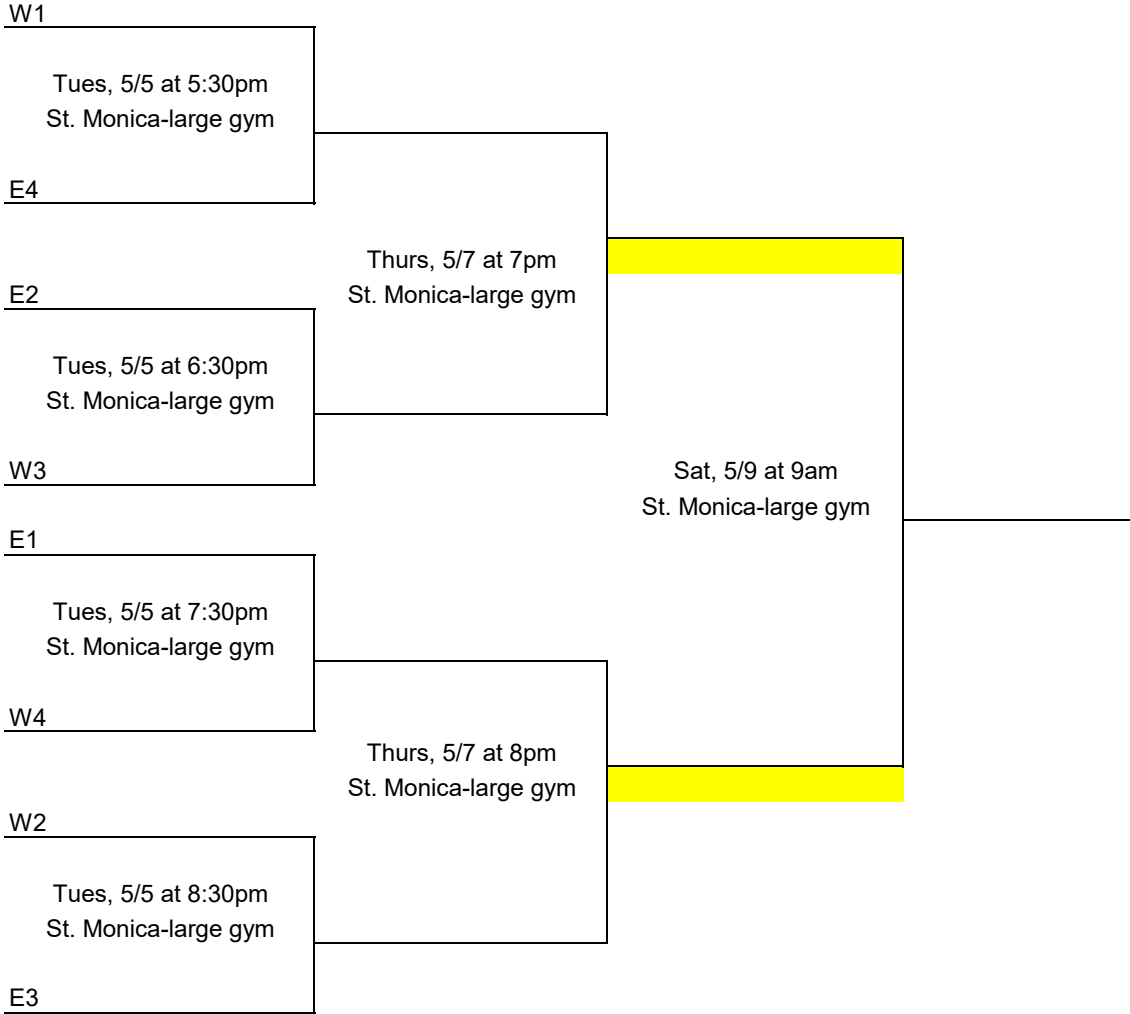 W1
Tues, 5/5 at 5:30pm
St. Monica-large gym
E4
Thurs, 5/7 at 7pm
St. Monica-large gym
E2
Tues, 5/5 at 6:30pm
St. Monica-large gym
W3
Sat, 5/9 at 9am
St. Monica-large gym
E1
Tues, 5/5 at 7:30pm
St. Monica-large gym
W4
Thurs, 5/7 at 8pm
St. Monica-large gym
W2
Tues, 5/5 at 8:30pm
St. Monica-large gym
E3